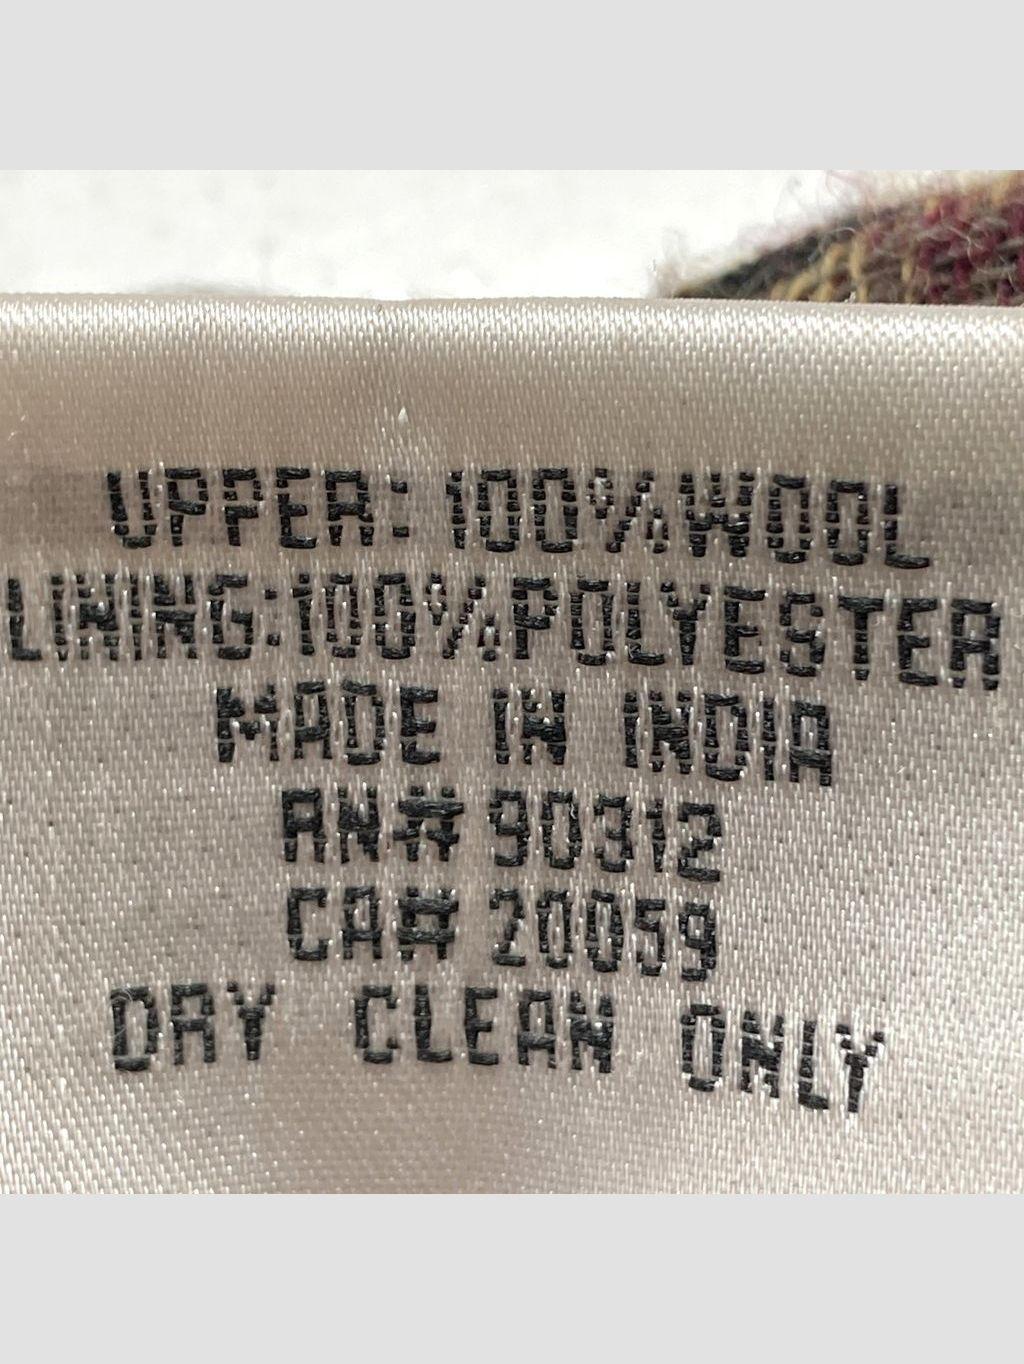 UPPER: 100%WOOL
LINING:100%POLYESTER
MADE IN INDIA
RN# 90312
CA# 20059
DRY CLEAN ONLY